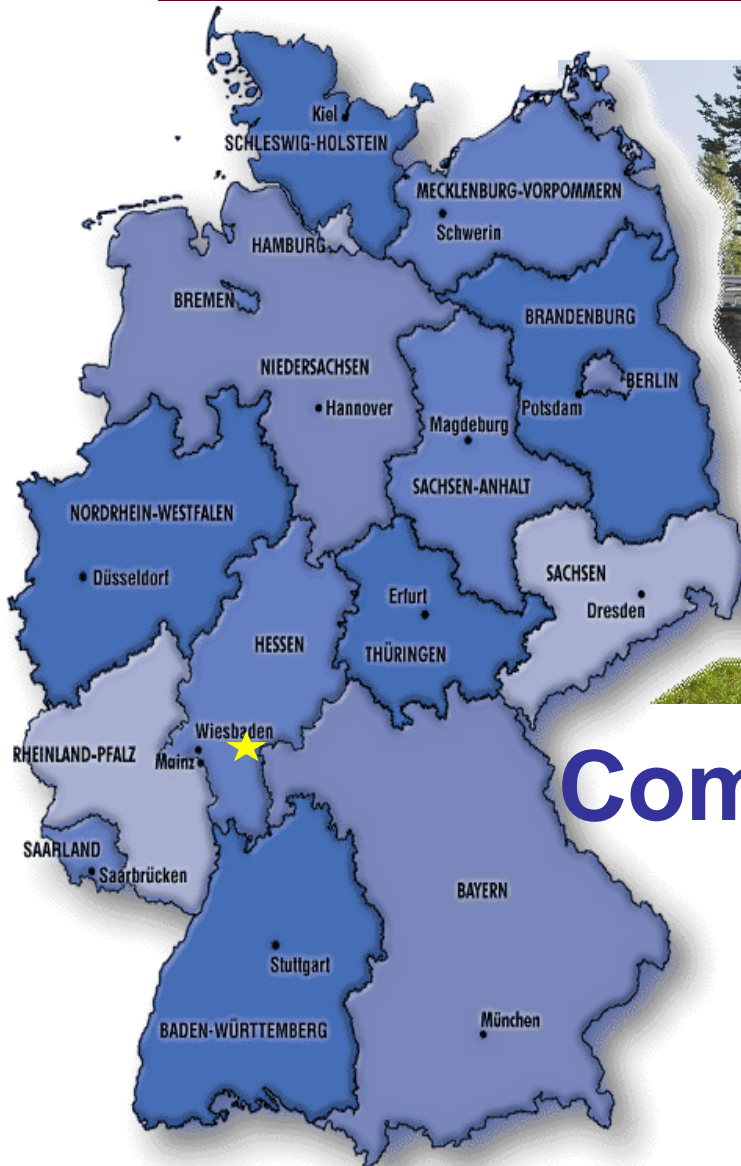 Kiel
SCHLESWIG-HOLSTEIN
MECKLENBURG-VORPOMMERN
Schwerin
HAMBURG
BREMEN
BRANDENBURG
NIEDERSACHSEN
BERLIN
Hannover
Potsdam
Magdeburg
SACHSEN-ANHALT
NORDRHEIN-WESTFALEN
Düsseldorf
SACHSEN
Erfurt
Dresden
HESSEN
THÜRINGEN
Wiesbaden
RHEINLAND-PFALZ
Mainz
Com
SAARLAND
Saarbrücken
BAYERN
Stuttgart
München
BADEN-WÜRTTEMBERG